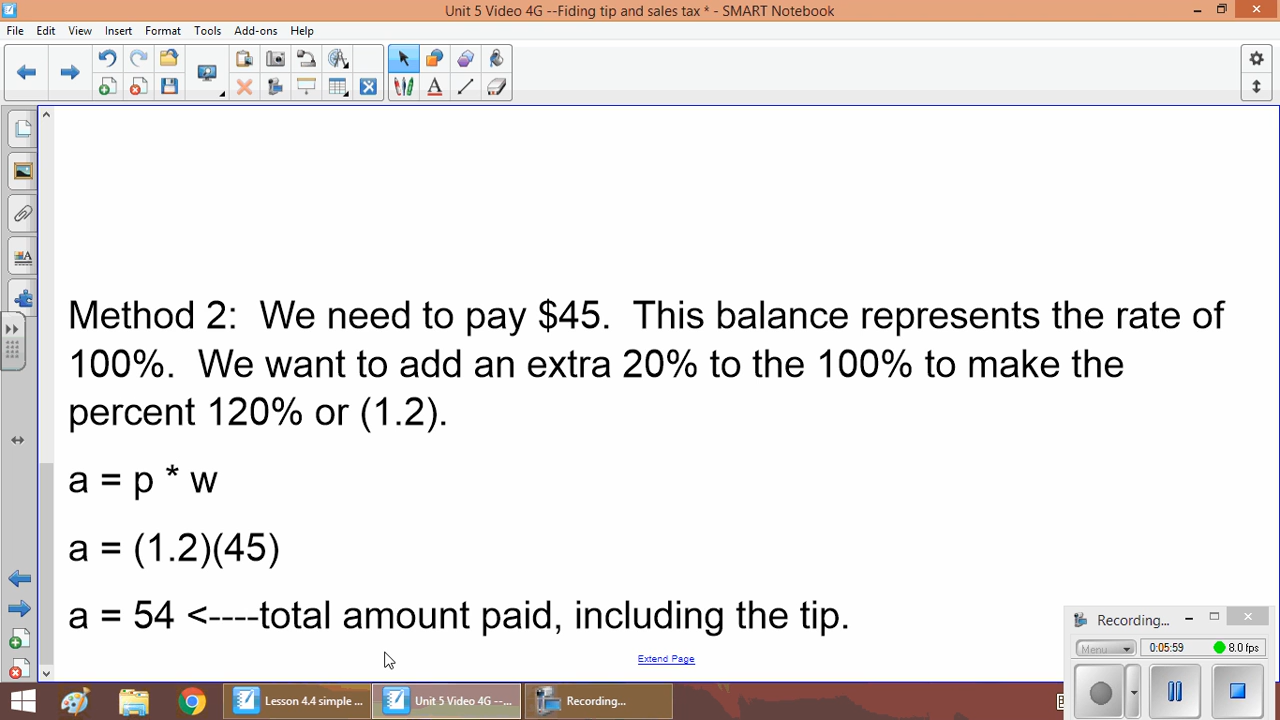 Unit 5 Video 4G --Fiding tip and sales tax * - SMART Notebook
File Edit View Insert Format Tools Add-ons Help
Method 2: We need to pay $45. This balance represents the rate of
100%. We want to add an extra 20% to the 100% to make the
percent 120% or (1.2).
a = p * w
a = (1.2)(45)
a = 54 <----total amount paid, including the tip.
Extend Page
Recording...
Menu
0:05:59
8.0 fps
Lesson 4.4 simple ...
Unit 5 Video 4G --...
Recording...